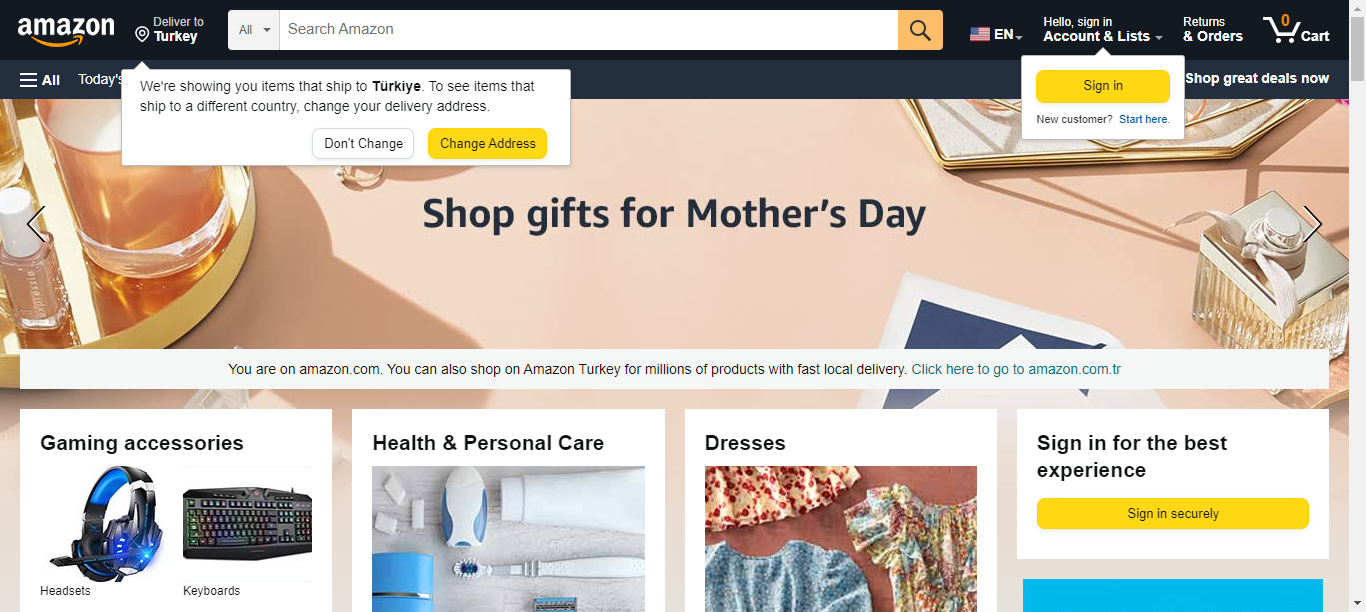 amazon
Deliver to
Turkey
All
Search Amazon
EN
Hello, sign in
Account & Lists
Returns
& Orders
0
Cart
All
Today's
Shop great deals now
We're showing you items that ship to Türkiye. To see items that
ship to a different country, change your delivery address.
Don't Change
Change Address
Sign in
New customer? Start here.
Shop gifts for Mother's Day
You are on amazon.com. You can also shop on Amazon Turkey for millions of products with fast local delivery. Click here to go to amazon.com.tr
Gaming accessories
Headsets
Keyboards
Health & Personal Care
Dresses
Sign in for the best
experience
Sign in securely